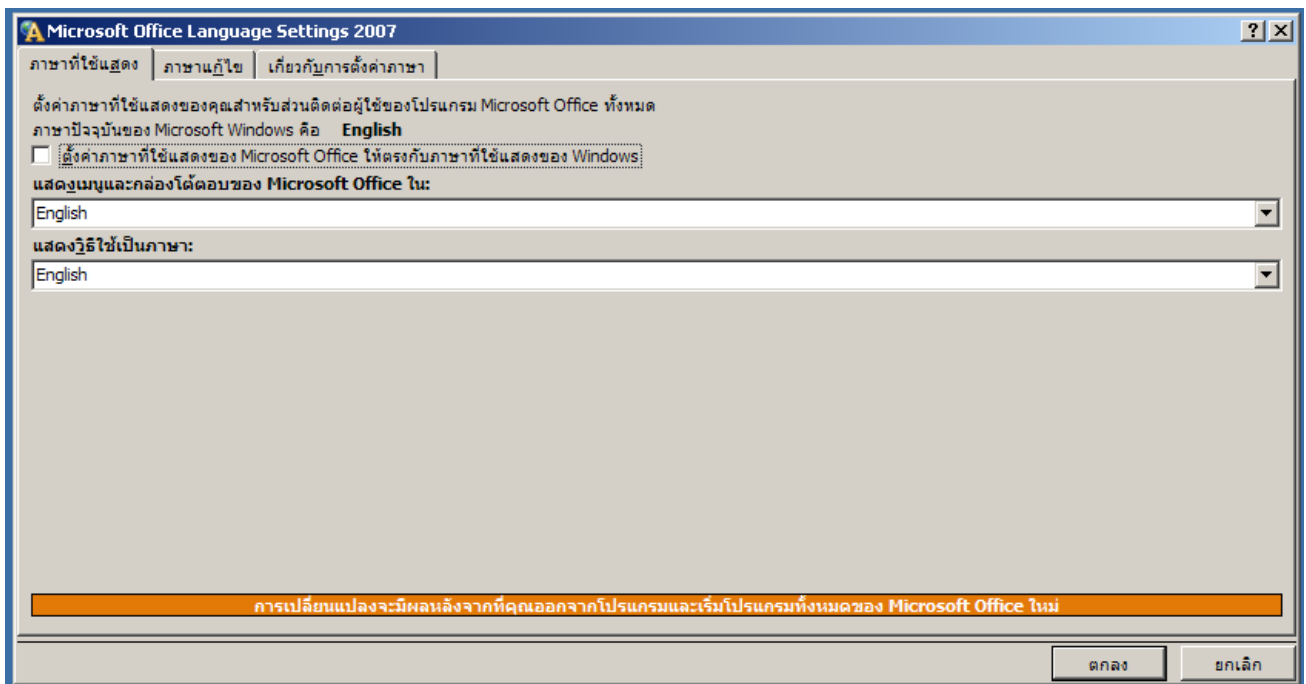 Microsoft Office Language Settings 2007
ภาษาที่ใช้แสดง ภาษาแก้ไข เกี่ยวกับการตั้งค่าภาษา
ตั้งค่าภาษาที่ใช้แสดงของคุณสำหรับส่วนติดต่อผู้ใช้ของโปรแกรม Microsoft Office ทั้งหมด
ภาษาปัจจุบันของ Microsoft Windows คือ English
ตั้งค่าภาษาที่ใช้แสดงของ Microsoft Office ให้ตรงกับภาษาที่ใช้แสดงของ Windows
แสดงเมนูและกล่องโต้ตอบของ Microsoft Office ใน:
English
แสดงวิธีใช้เป็นภาษา:
English
การเปลี่ยนแปลงจะมีผลหลังจากที่คุณออกจากโปรแกรมและเริ่มโปรแกรมทั้งหมดของ Microsoft Office ใหม่
ตกลง ยกเลิก